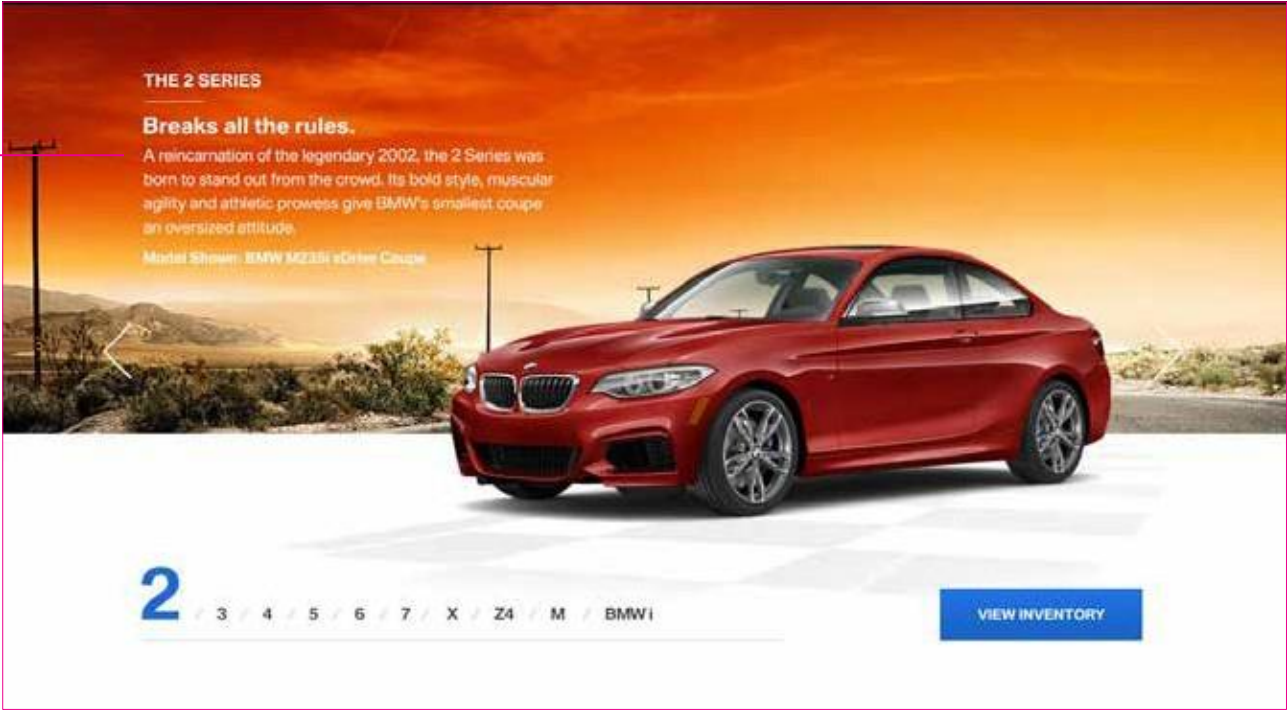 THE 2 SERIES
Breaks all the rules.
A reincarnation of the legendary 2002, the 2 Series was
born to stand out from the crowd. Its bold style, muscular
agility and athletic prowess give BMW's smallest coupe
an oversized attitude.
Model Shown: BMW M235i xDrive Coupe
2 / 3 / 4 / 5 / 6 / 7 / X / Z4 / M / BMW i
VIEW INVENTORY